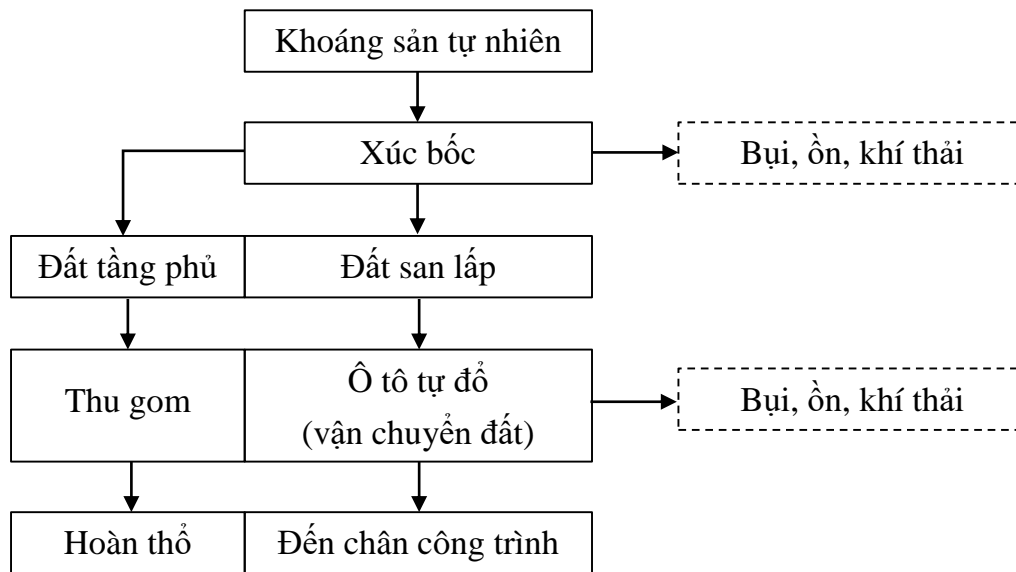 Khoáng sản tự nhiên
Xúc bốc
Bụi, ồn, khí thải
Đất tầng phủ
Đất san lấp
Thu gom
Ô tô tự đổ
(vận chuyển đất)
Bụi, ồn, khí thải
Hoàn thổ
Đến chân công trình